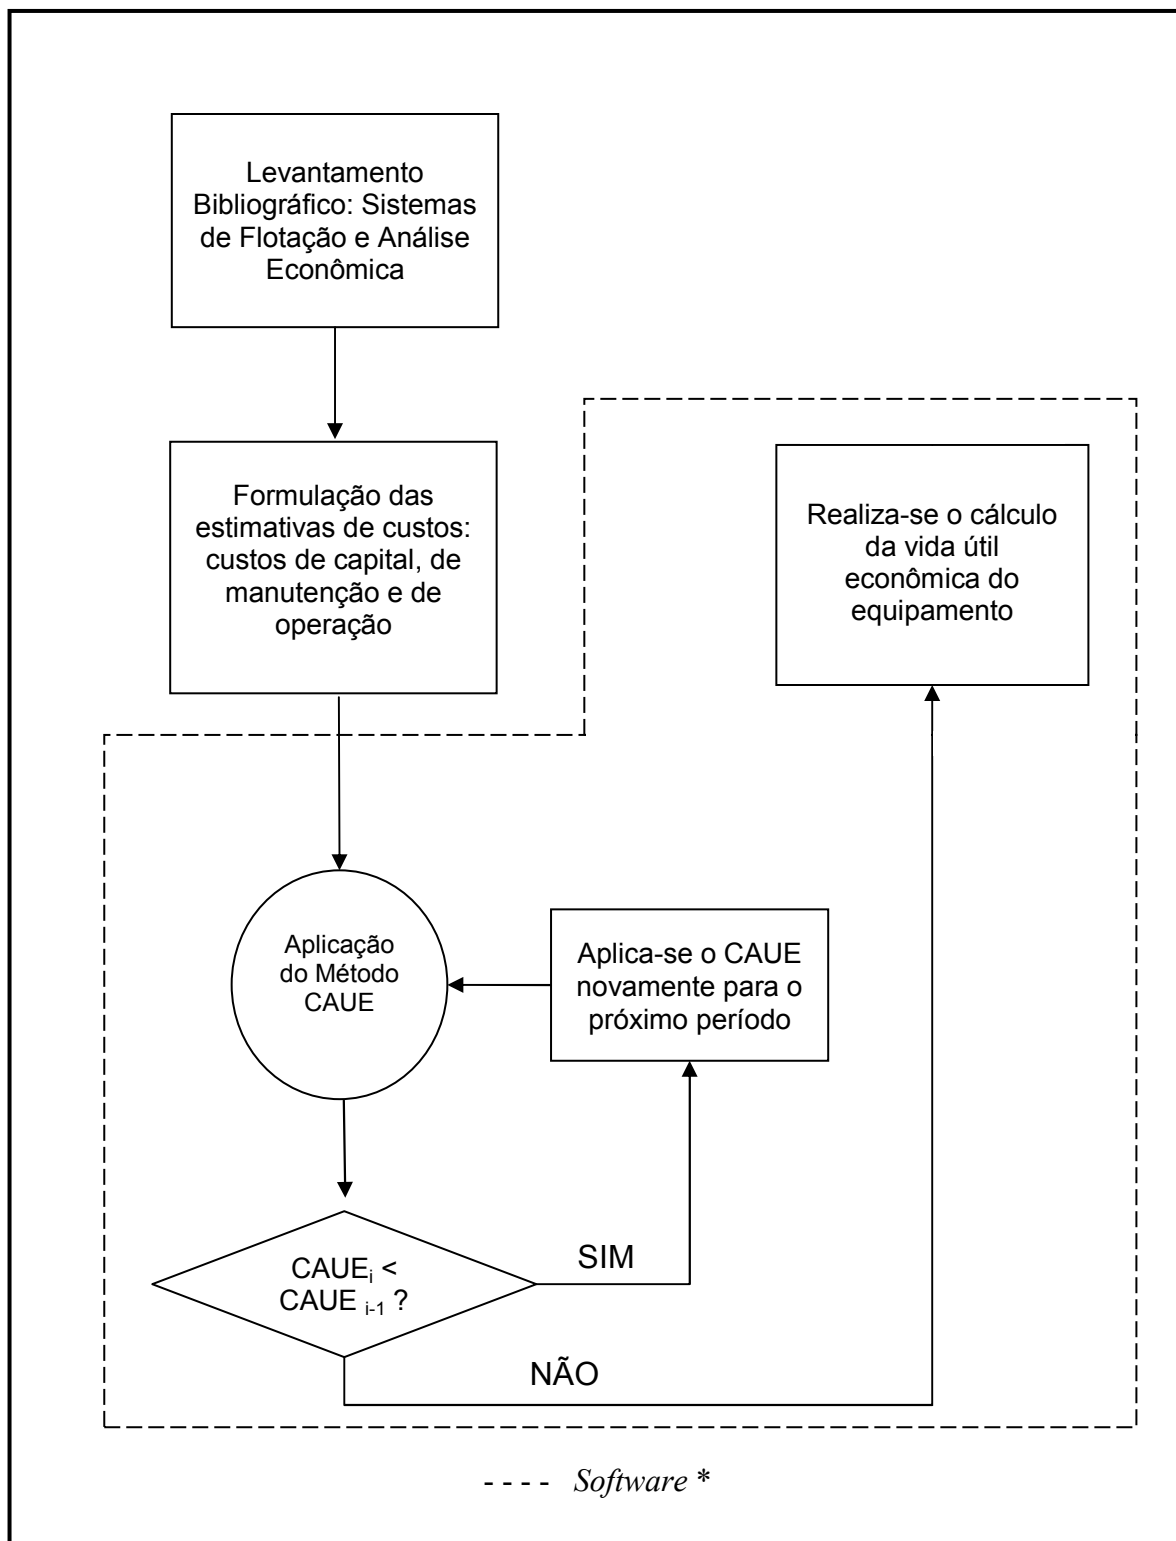 Levantamento
Bibliográfico: Sistemas
de Flotação e Análise
Econômica
Formulação das
estimativas de custos:
custos de capital, de
manutenção e de
operação
Realiza-se o cálculo
da vida útil
econômica do
equipamento
Aplicação
do Método
CAUE
Aplica-se o CAUE
novamente para o
próximo período
CAUEi <
CAUE i-1 ?
SIM
NÃO
- - - - Software *